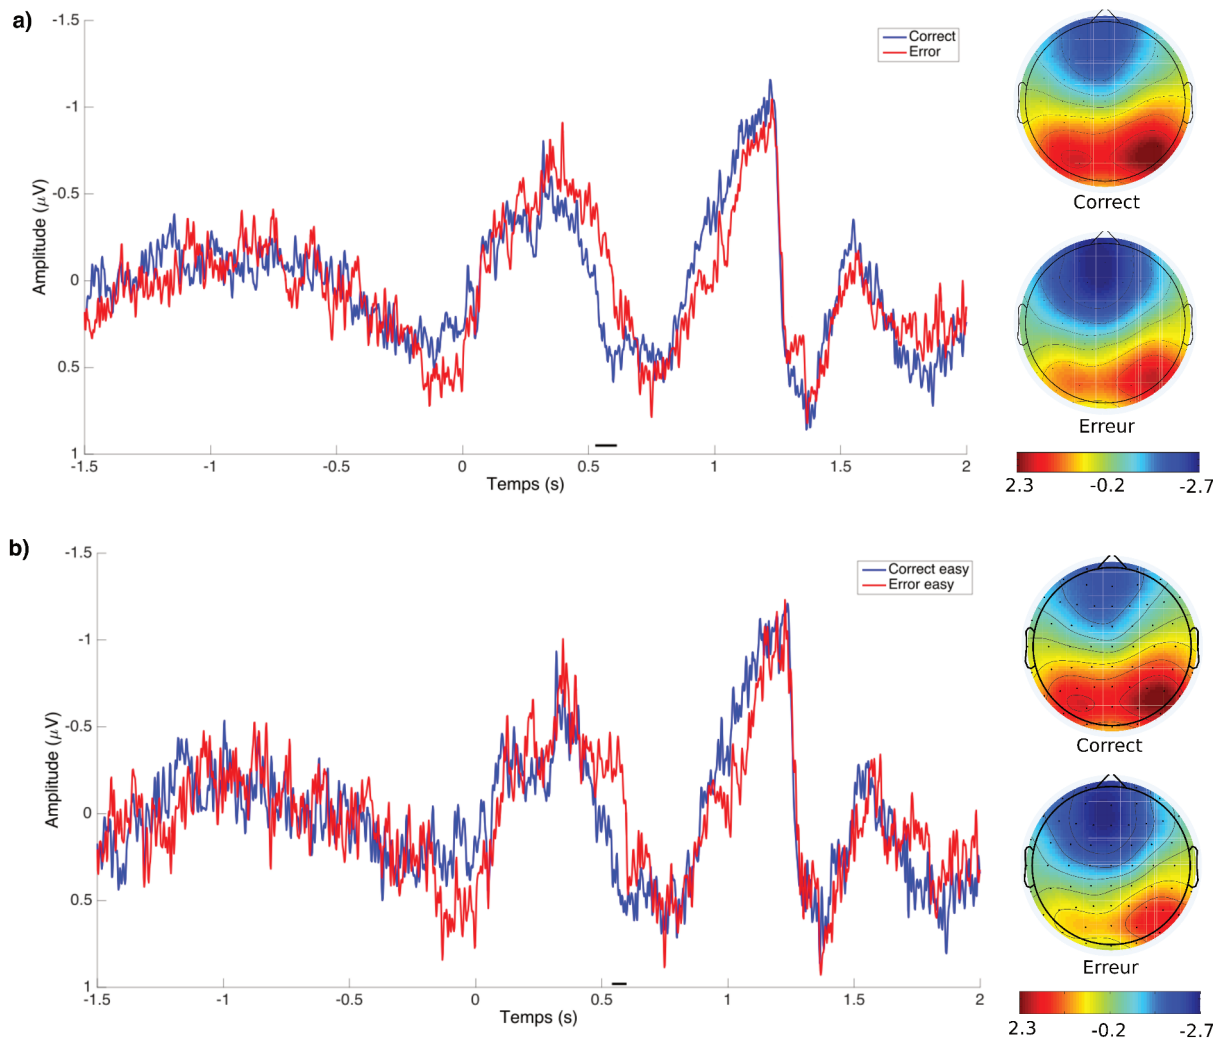 a)
-1.5
-1
-0.5
0
0.5
1
Amplitude (μV)
-1.5 -1 -0.5 0 0.5 1 1.5 2
Temps (s)
Correct
Error
Correct
Erreur
2.3 -0.2 -2.7
b)
-1.5
-1
-0.5
0
0.5
1
Amplitude (μV)
-1.5 -1 -0.5 0 0.5 1 1.5 2
Temps (s)
Correct easy
Error easy
Correct
Erreur
2.3 -0.2 -2.7